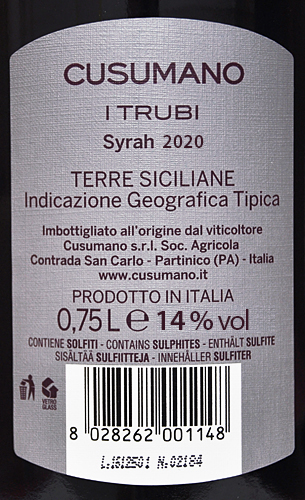 CUSUMANO
I TRUBI
Syrah 2020
TERRE SICILIANE
Indicazione Geografica Tipica
Imbottigliato all'origine dal viticoltore
Cusumano s.r.l. Soc. Agricola
Contrada San Carlo - Partinico (PA) - Italia
www.cusumano.it
PRODOTTO IN ITALIA
0,75 L e 14% vol
CONTIENE SOLFITI - CONTAINS SULPHITES - ENTHÄLT SULFITE
SISÄLTÄÄ SULFIITTEJA - INNEHÅLLER SULFITER
VETRO
GLASS
8 028262 001148
L.1612501 N.02184